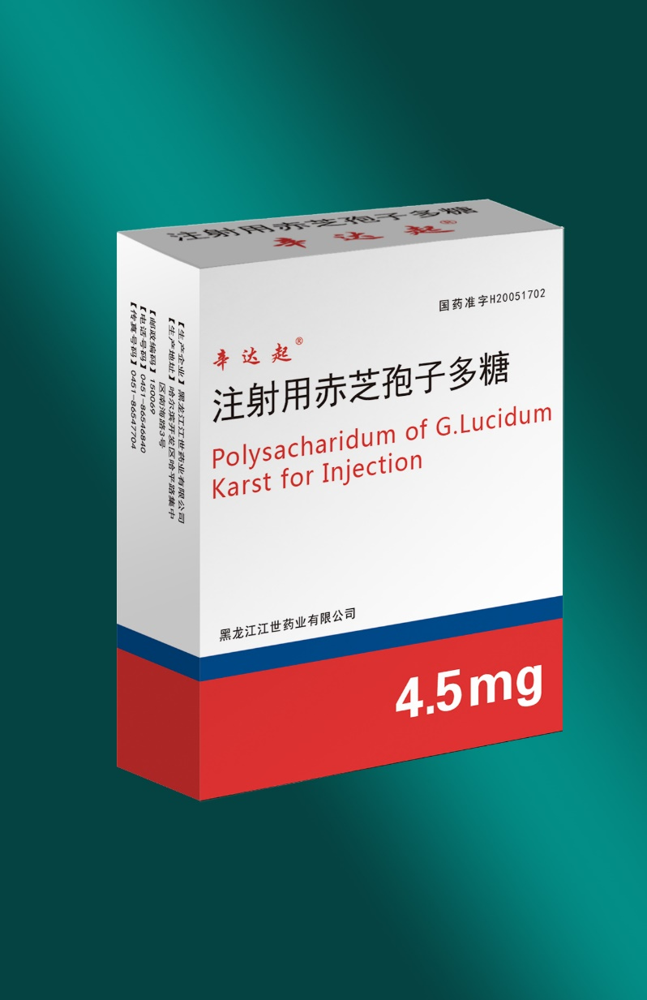 注射用赤芝孢子多糖
辛达起®
国药准字H20051702
辛达起®
注射用赤芝孢子多糖
Polysacharidum of G.Lucidum
Karst for Injection
黑龙江江世药业有限公司
4.5mg
【生产企业】黑龙江江世药业有限公司
【生产地址】哈尔滨开发区哈平路集中
区南海路3号
【邮政编码】150069
【电话号码】0451-86546840
【传真号码】0451-86547704